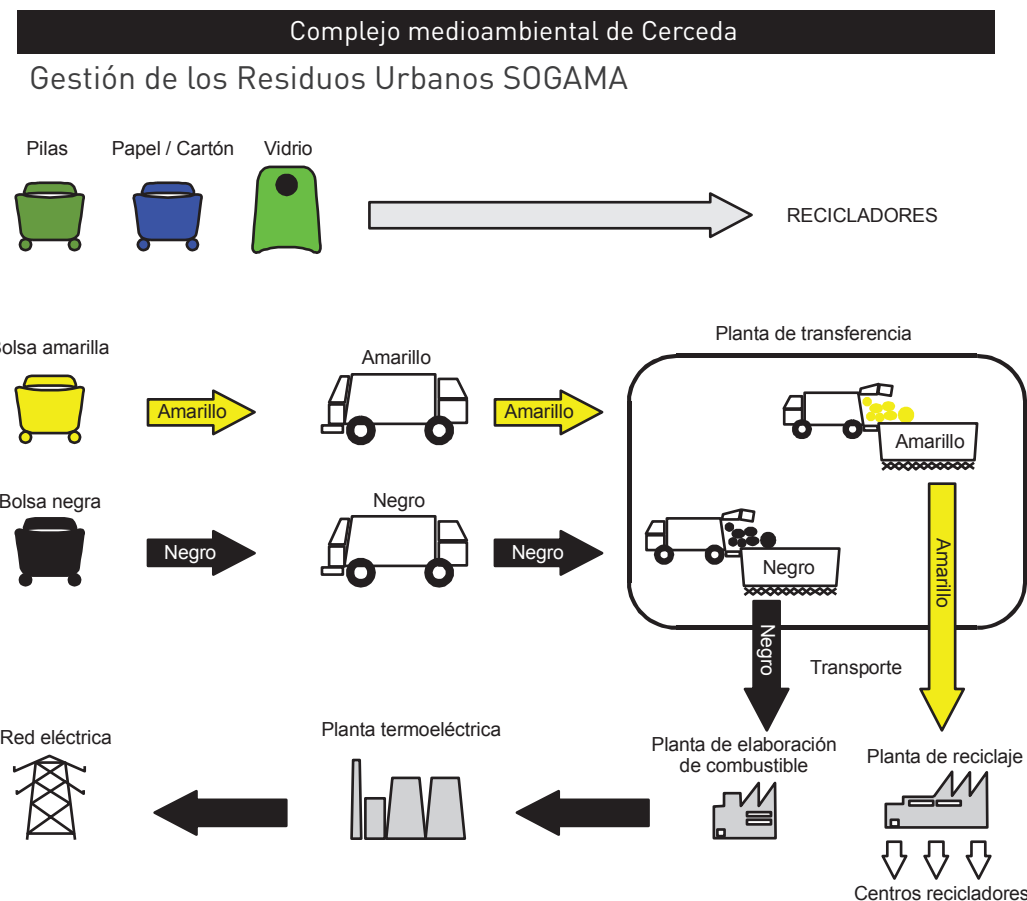 Complejo medioambiental de Cerceda
Gestión de los Residuos Urbanos SOGAMA
Pilas
Papel / Cartón
Vidrio
RECICLADORES
Planta de transferencia
Bolsa amarilla
Amarillo
Amarillo
Amarillo
Amarillo
Bolsa negra
Negro
Negro
Negro
Negro
Amarillo
Negro
Transporte
Red eléctrica
Planta termoeléctrica
Planta de elaboración
de combustible
Planta de reciclaje
Centros recicladores